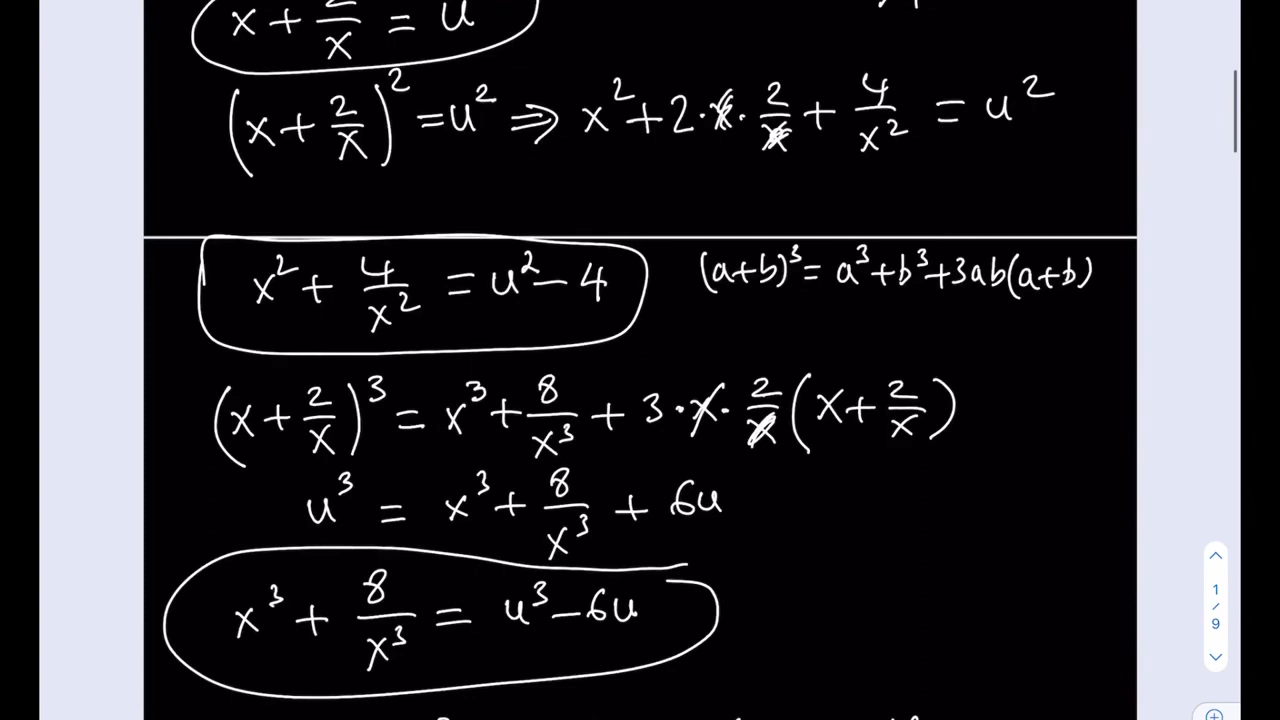 x + 2/x = u
(x + 2/x)² = u² ⇒ x² + 2 · x · 2/x + 4/x² = u²
x² + 4/x² = u² − 4
(a+b)³ = a³ + b³ + 3ab(a+b)
(x + 2/x)³ = x³ + 8/x³ + 3 · x · 2/x (x + 2/x)
u³ = x³ + 8/x³ + 6u
x³ + 8/x³ = u³ − 6u
1
/
9